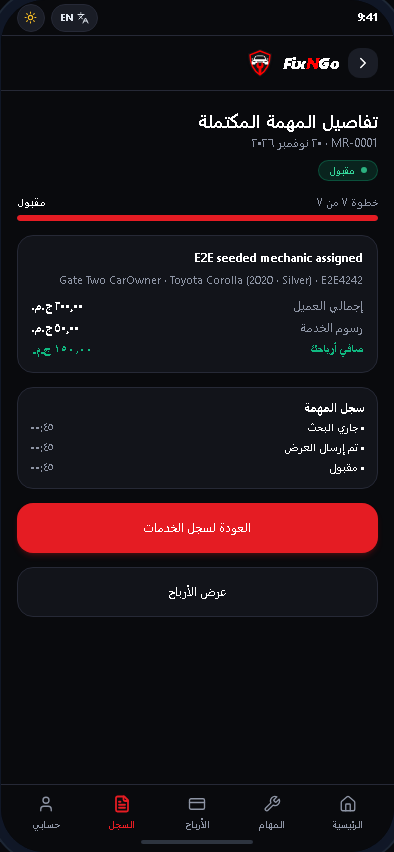 EN
9:41
FixNGo
تفاصيل المهمة المكتملة
MR-0001 · ٢٠ نوفمبر ٢٠٢٦
مقبول
خطوة ٧ من ٧
مقبول
E2E seeded mechanic assigned
Gate Two CarOwner · Toyota Corolla (2020 · Silver) · E2E4242
إجمالي العميل ٢٠٠٫٠٠ ج.م.
رسوم الخدمة ٥٠٫٠٠ ج.م.
صافي أرباحك ١٥٠٫٠٠ ج.م.
سجل المهمة
• جاري البحث ٠٠:٤٥
• تم إرسال العرض ٠٠:٤٥
• مقبول ٠٠:٤٥
العودة لسجل الخدمات
عرض الأرباح
الرئيسية
المهام
الأرباح
السجل
حسابي